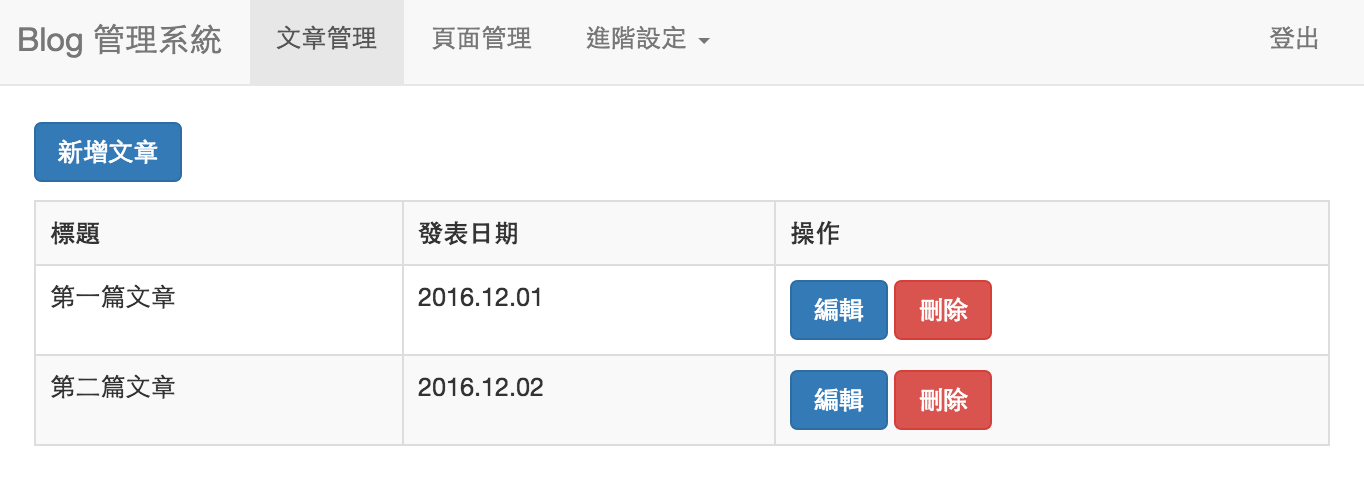 Blog 管理系統 文章管理 頁面管理 進階設定 登出
新增文章
標題 發表日期 操作
第一篇文章 2016.12.01 編輯 刪除
第二篇文章 2016.12.02 編輯 刪除